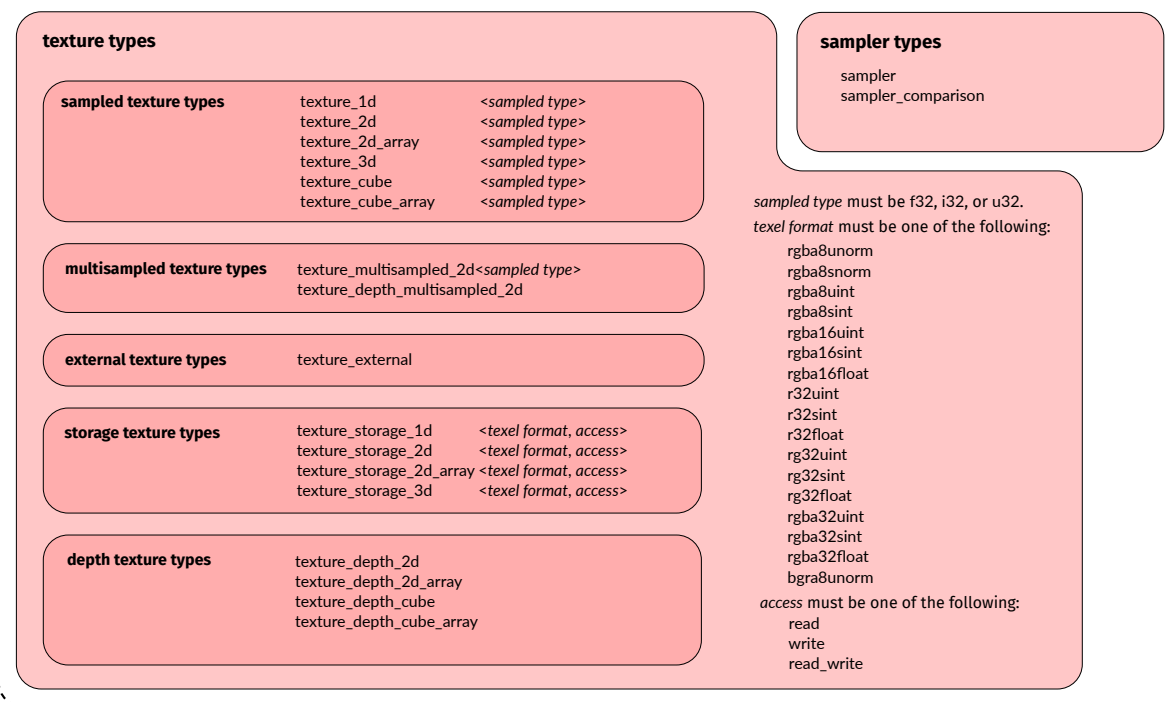 texture types
sampled texture types
texture_1d <sampled type>
texture_2d <sampled type>
texture_2d_array <sampled type>
texture_3d <sampled type>
texture_cube <sampled type>
texture_cube_array <sampled type>
multisampled texture types
texture_multisampled_2d<sampled type>
texture_depth_multisampled_2d
external texture types
texture_external
storage texture types
texture_storage_1d <texel format, access>
texture_storage_2d <texel format, access>
texture_storage_2d_array <texel format, access>
texture_storage_3d <texel format, access>
depth texture types
texture_depth_2d
texture_depth_2d_array
texture_depth_cube
texture_depth_cube_array
sampler types
sampler
sampler_comparison
sampled type must be f32, i32, or u32.
texel format must be one of the following:
rgba8unorm
rgba8snorm
rgba8uint
rgba8sint
rgba16uint
rgba16sint
rgba16float
r32uint
r32sint
r32float
rg32uint
rg32sint
rg32float
rgba32uint
rgba32sint
rgba32float
bgra8unorm
access must be one of the following:
read
write
read_write